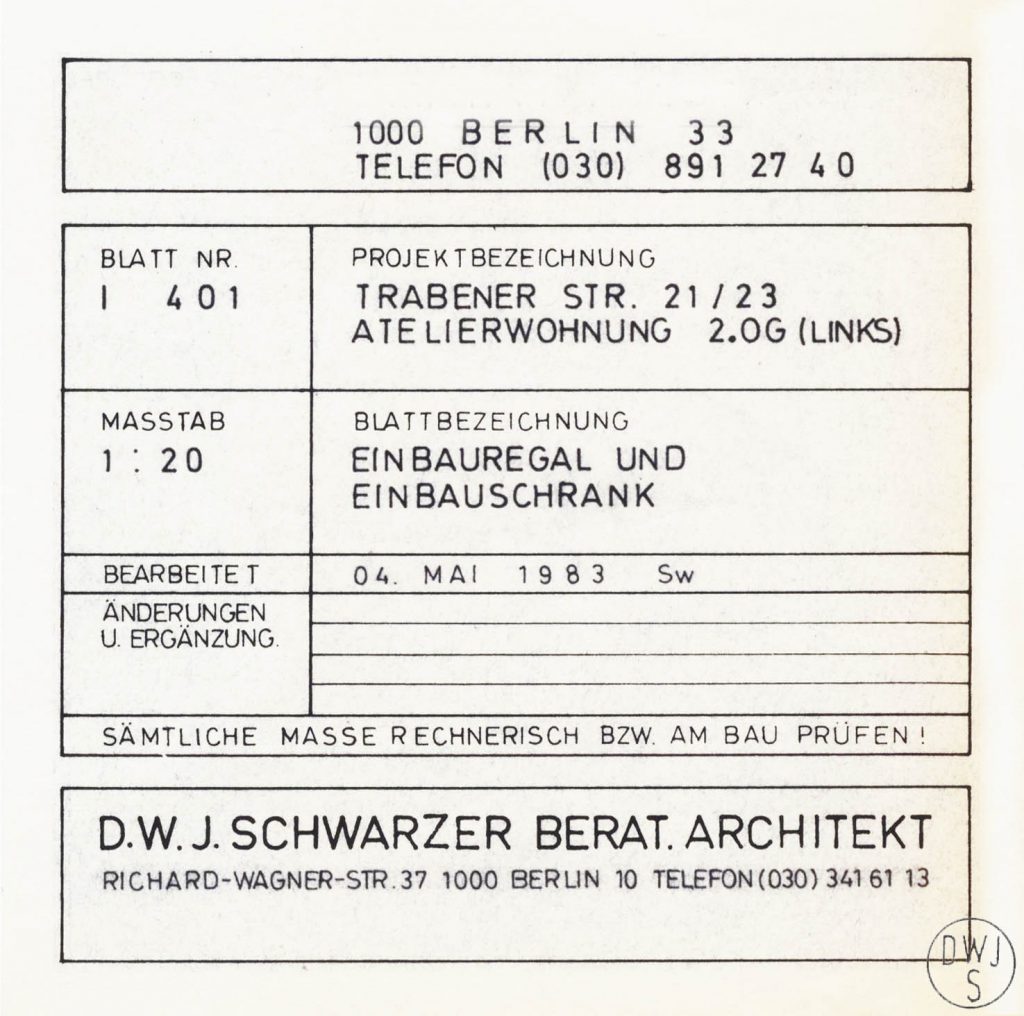 1000 BERLIN 33
TELEFON (030) 891 27 40
BLATT NR.
I 401
PROJEKTBEZEICHNUNG
TRABENER STR. 21/23
ATELIERWOHNUNG 2.OG (LINKS)
MASSTAB
1 : 20
BLATTBEZEICHNUNG
EINBAUREGAL UND
EINBAUSCHRANK
BEARBEITET
04. MAI 1983 Sw
ÄNDERUNGEN
U. ERGÄNZUNG.
SÄMTLICHE MASSE RECHNERISCH BZW. AM BAU PRÜFEN!
D.W.J. SCHWARZER BERAT. ARCHITEKT
RICHARD-WAGNER-STR. 37 1000 BERLIN 10 TELEFON (030) 341 61 13
DWJ
S